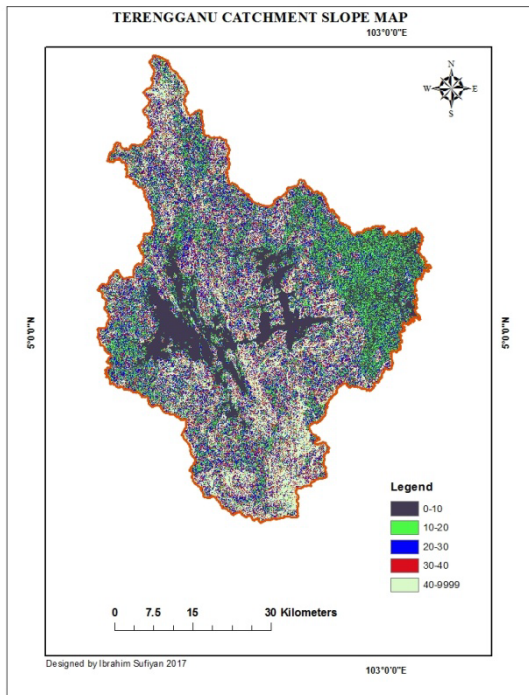 TERENGGANU CATCHMENT SLOPE MAP
103°0'0"E
N
W E
S
5°0'0"N
5°0'0"N
Legend
0-10
10-20
20-30
30-40
40-9999
0 7.5 15 30 Kilometers
Designed by Ibrahim Sufiyan 2017
103°0'0"E